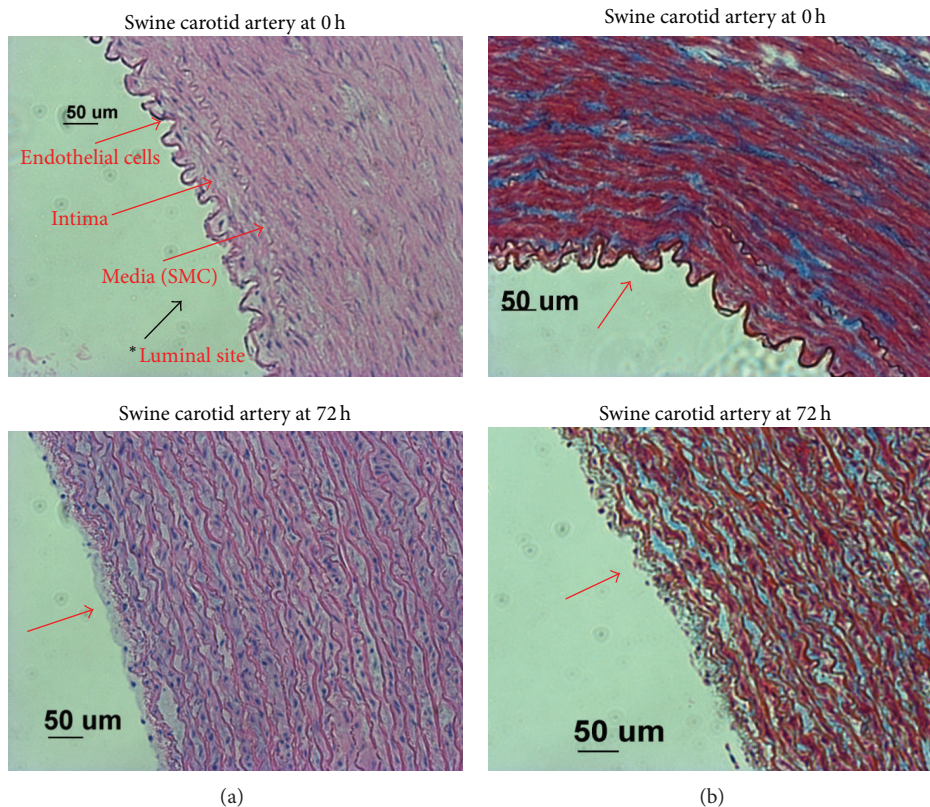 Swine carotid artery at 0 h
50 um
Endothelial cells
Intima
Media (SMC)
*Luminal site
Swine carotid artery at 0 h
50 um
Swine carotid artery at 72 h
50 um
Swine carotid artery at 72 h
50 um
(a)
(b)